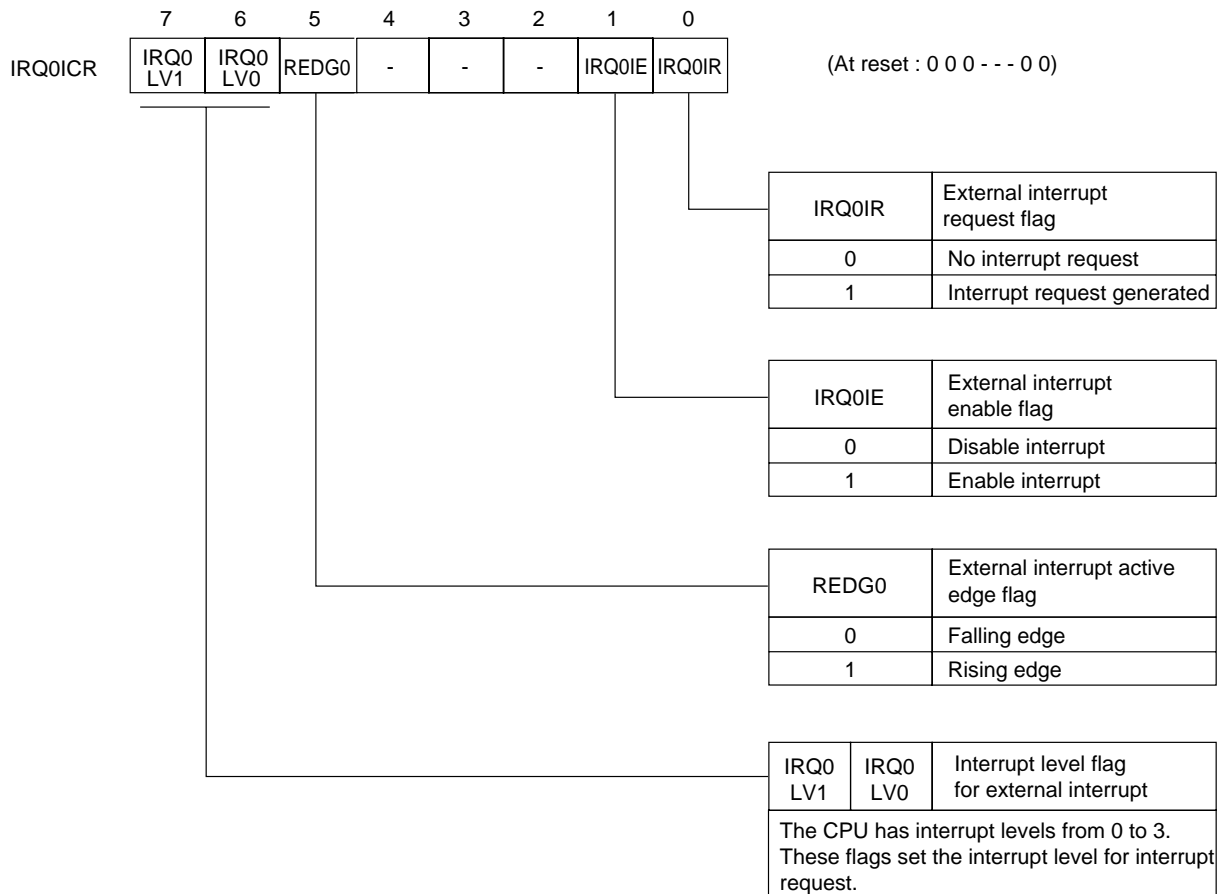 7 6 5 4 3 2 1 0
IRQ0ICR
IRQ0 LV1
IRQ0 LV0
REDG0
-
-
-
IRQ0IE
IRQ0IR
(At reset : 0 0 0 - - - 0 0)
IRQ0IR
External interrupt
request flag
0 No interrupt request
1 Interrupt request generated
IRQ0IE
External interrupt
enable flag
0 Disable interrupt
1 Enable interrupt
REDG0
External interrupt active
edge flag
0 Falling edge
1 Rising edge
IRQ0 LV1
IRQ0 LV0
Interrupt level flag
for external interrupt
The CPU has interrupt levels from 0 to 3.
These flags set the interrupt level for interrupt
request.